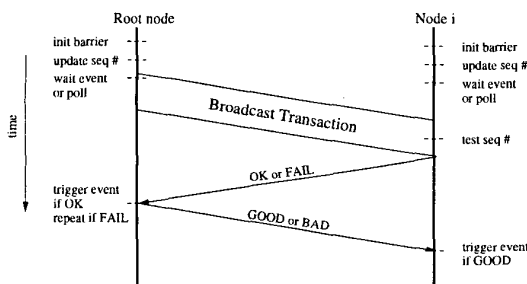 Root node
Node i
init barrier
update seq #
wait event
or poll
init barrier
update seq #
wait event
or poll
Broadcast Transaction
time
test seq #
OK or FAIL
trigger event
if OK
repeat if FAIL
GOOD or BAD
trigger event
if GOOD